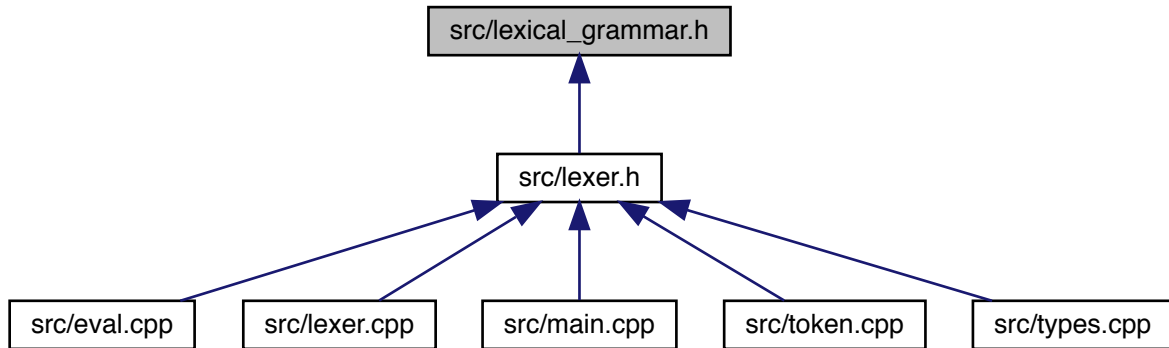 src/lexical_grammar.h
src/lexer.h
src/eval.cpp
src/lexer.cpp
src/main.cpp
src/token.cpp
src/types.cpp